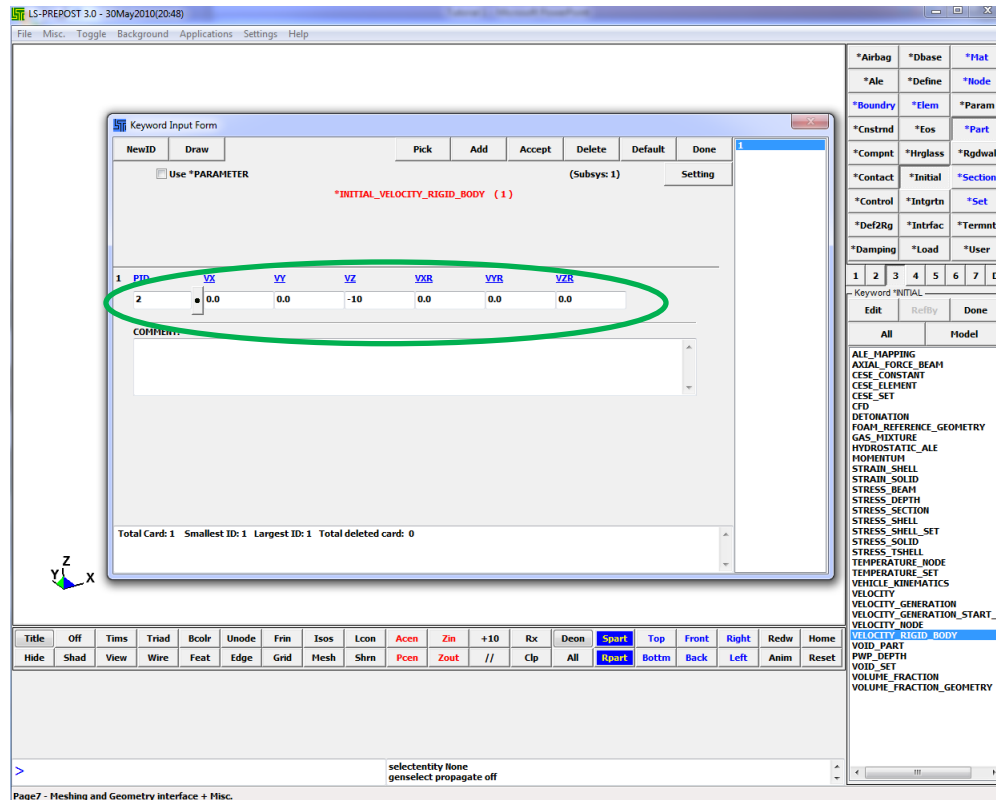 LS-PREPOST 3.0 - 30May2010(20:48)
File Misc. Toggle Background Applications Settings Help
*Airbag *Dbase *Mat
*Ale *Define *Node
*Boundry *Elem *Param
*Cnstrnd *Eos *Part
*Compnt *Hrglass *Rgdwal
*Contact *Initial *Section
*Control *Intgrtn *Set
*Def2Rg *Intrfac *Termnt
*Damping *Load *User
1 2 3 4 5 6 7 D
Keyword *INITIAL
Edit RefBy Done
All Model
ALE_MAPPING
AXIAL_FORCE_BEAM
CESE_CONSTANT
CESE_ELEMENT
CESE_SET
CFD
DETONATION
FOAM_REFERENCE_GEOMETRY
GAS_MIXTURE
HYDROSTATIC_ALE
MOMENTUM
STRAIN_SHELL
STRAIN_SOLID
STRESS_BEAM
STRESS_DEPTH
STRESS_SECTION
STRESS_SHELL
STRESS_SHELL_SET
STRESS_SOLID
STRESS_TSHELL
TEMPERATURE_NODE
TEMPERATURE_SET
VEHICLE_KINEMATICS
VELOCITY
VELOCITY_GENERATION
VELOCITY_GENERATION_START_
VELOCITY_NODE
VELOCITY_RIGID_BODY
VOID_PART
PWP_DEPTH
VOID_SET
VOLUME_FRACTION
VOLUME_FRACTION_GEOMETRY
Keyword Input Form
NewID Draw Pick Add Accept Delete Default Done
1
Use *PARAMETER (Subsys: 1) Setting
*INITIAL_VELOCITY_RIGID_BODY (1)
1 PID VX VY VZ VXR VYR VZR
2 0.0 0.0 -10 0.0 0.0 0.0
COMMENT:
Total Card: 1 Smallest ID: 1 Largest ID: 1 Total deleted card: 0
Z
Y X
Title Off Tims Triad Bcolr Unode Frin Isos Lcon Acen Zin +10 Rx Deon Spart Top Front Right Redw Home
Hide Shad View Wire Feat Edge Grid Mesh Shrn Pcen Zout // Clp All Rpart Bottm Back Left Anim Reset
>
selectentity None
genselect propagate off
Page7 - Meshing and Geometry interface + Misc.